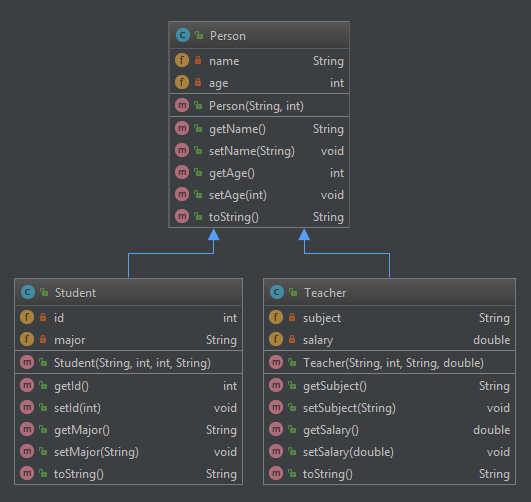 Person
name String
age int
Person(String, int)
getName() String
setName(String) void
getAge() int
setAge(int) void
toString() String
Student
id int
major String
Student(String, int, int, String)
getId() int
setId(int) void
getMajor() String
setMajor(String) void
toString() String
Teacher
subject String
salary double
Teacher(String, int, String, double)
getSubject() String
setSubject(String) void
getSalary() double
setSalary(double) void
toString() String